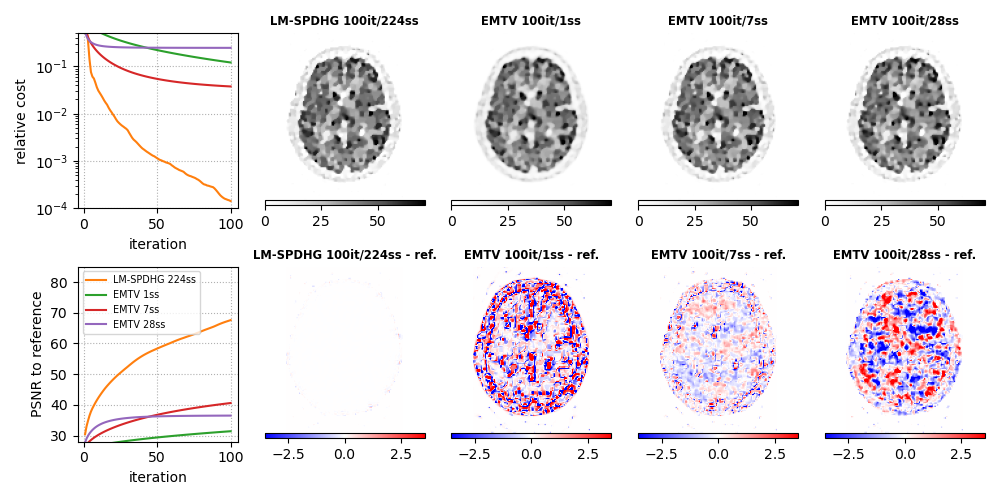 LM-SPDHG 100it/224ss
EMTV 100it/1ss
EMTV 100it/7ss
EMTV 100it/28ss
relative cost
10⁻¹
10⁻²
10⁻³
10⁻⁴
0 50 100
iteration
0 25 50
0 25 50
0 25 50
0 25 50
LM-SPDHG 100it/224ss - ref.
EMTV 100it/1ss - ref.
EMTV 100it/7ss - ref.
EMTV 100it/28ss - ref.
PSNR to reference
80
70
60
50
40
30
LM-SPDHG 224ss
EMTV 1ss
EMTV 7ss
EMTV 28ss
0 50 100
iteration
−2.5 0.0 2.5
−2.5 0.0 2.5
−2.5 0.0 2.5
−2.5 0.0 2.5